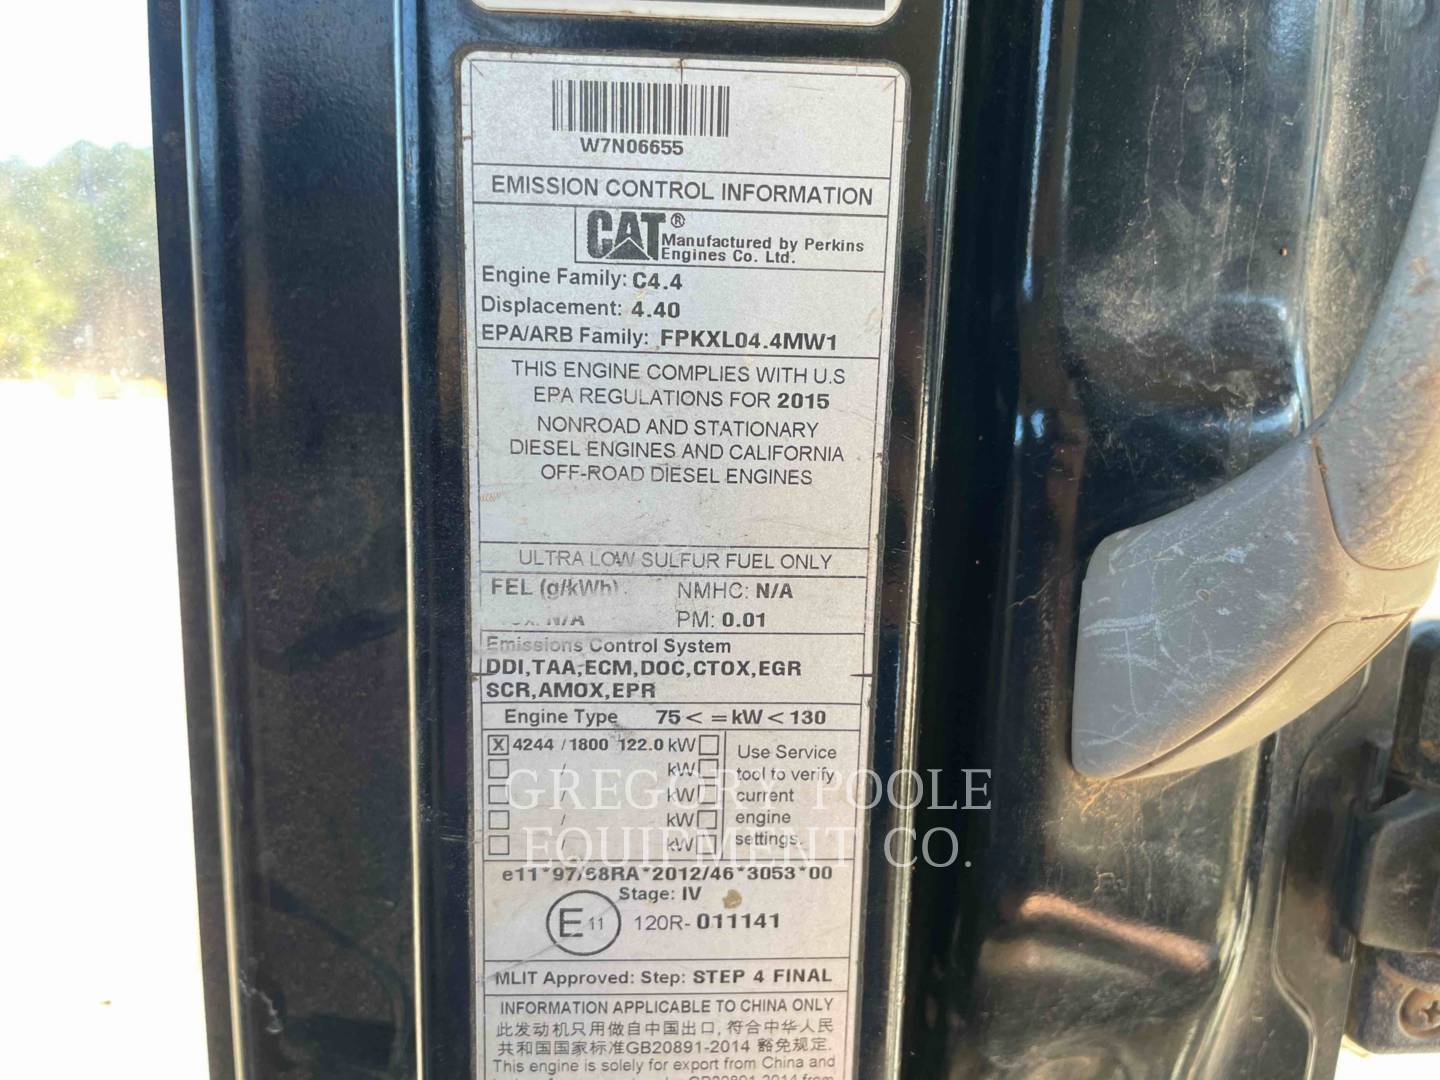 W7N06655
EMISSION CONTROL INFORMATION
CAT®
Manufactured by Perkins
Engines Co. Ltd.
Engine Family: C4.4
Displacement: 4.40
EPA/ARB Family: FPKXL04.4MW1
THIS ENGINE COMPLIES WITH U.S
EPA REGULATIONS FOR 2015
NONROAD AND STATIONARY
DIESEL ENGINES AND CALIFORNIA
OFF-ROAD DIESEL ENGINES
ULTRA LOW SULFUR FUEL ONLY
FEL (g/kWh) NMHC: N/A
N/A PM: 0.01
Emissions Control System
DDI,TAA,ECM,DOC,CTOX,EGR
SCR,AMOX,EPR
Engine Type 75 < = kW < 130
X 4244 / 1800 122.0 kW
/ kW
/ kW
/ kW
/ kW
Use Service
tool to verify
current
engine
settings.
GREGORY POOLE
EQUIPMENT CO.
e11*97/68RA*2012/46*3053*00
Stage: IV
E 11 120R- 011141
MLIT Approved: Step: STEP 4 FINAL
INFORMATION APPLICABLE TO CHINA ONLY
此发动机只用做自中国出口,符合中华人民
共和国国家标准GB20891-2014 豁免规定.
This engine is solely for export from China and
GB20891-2014 from